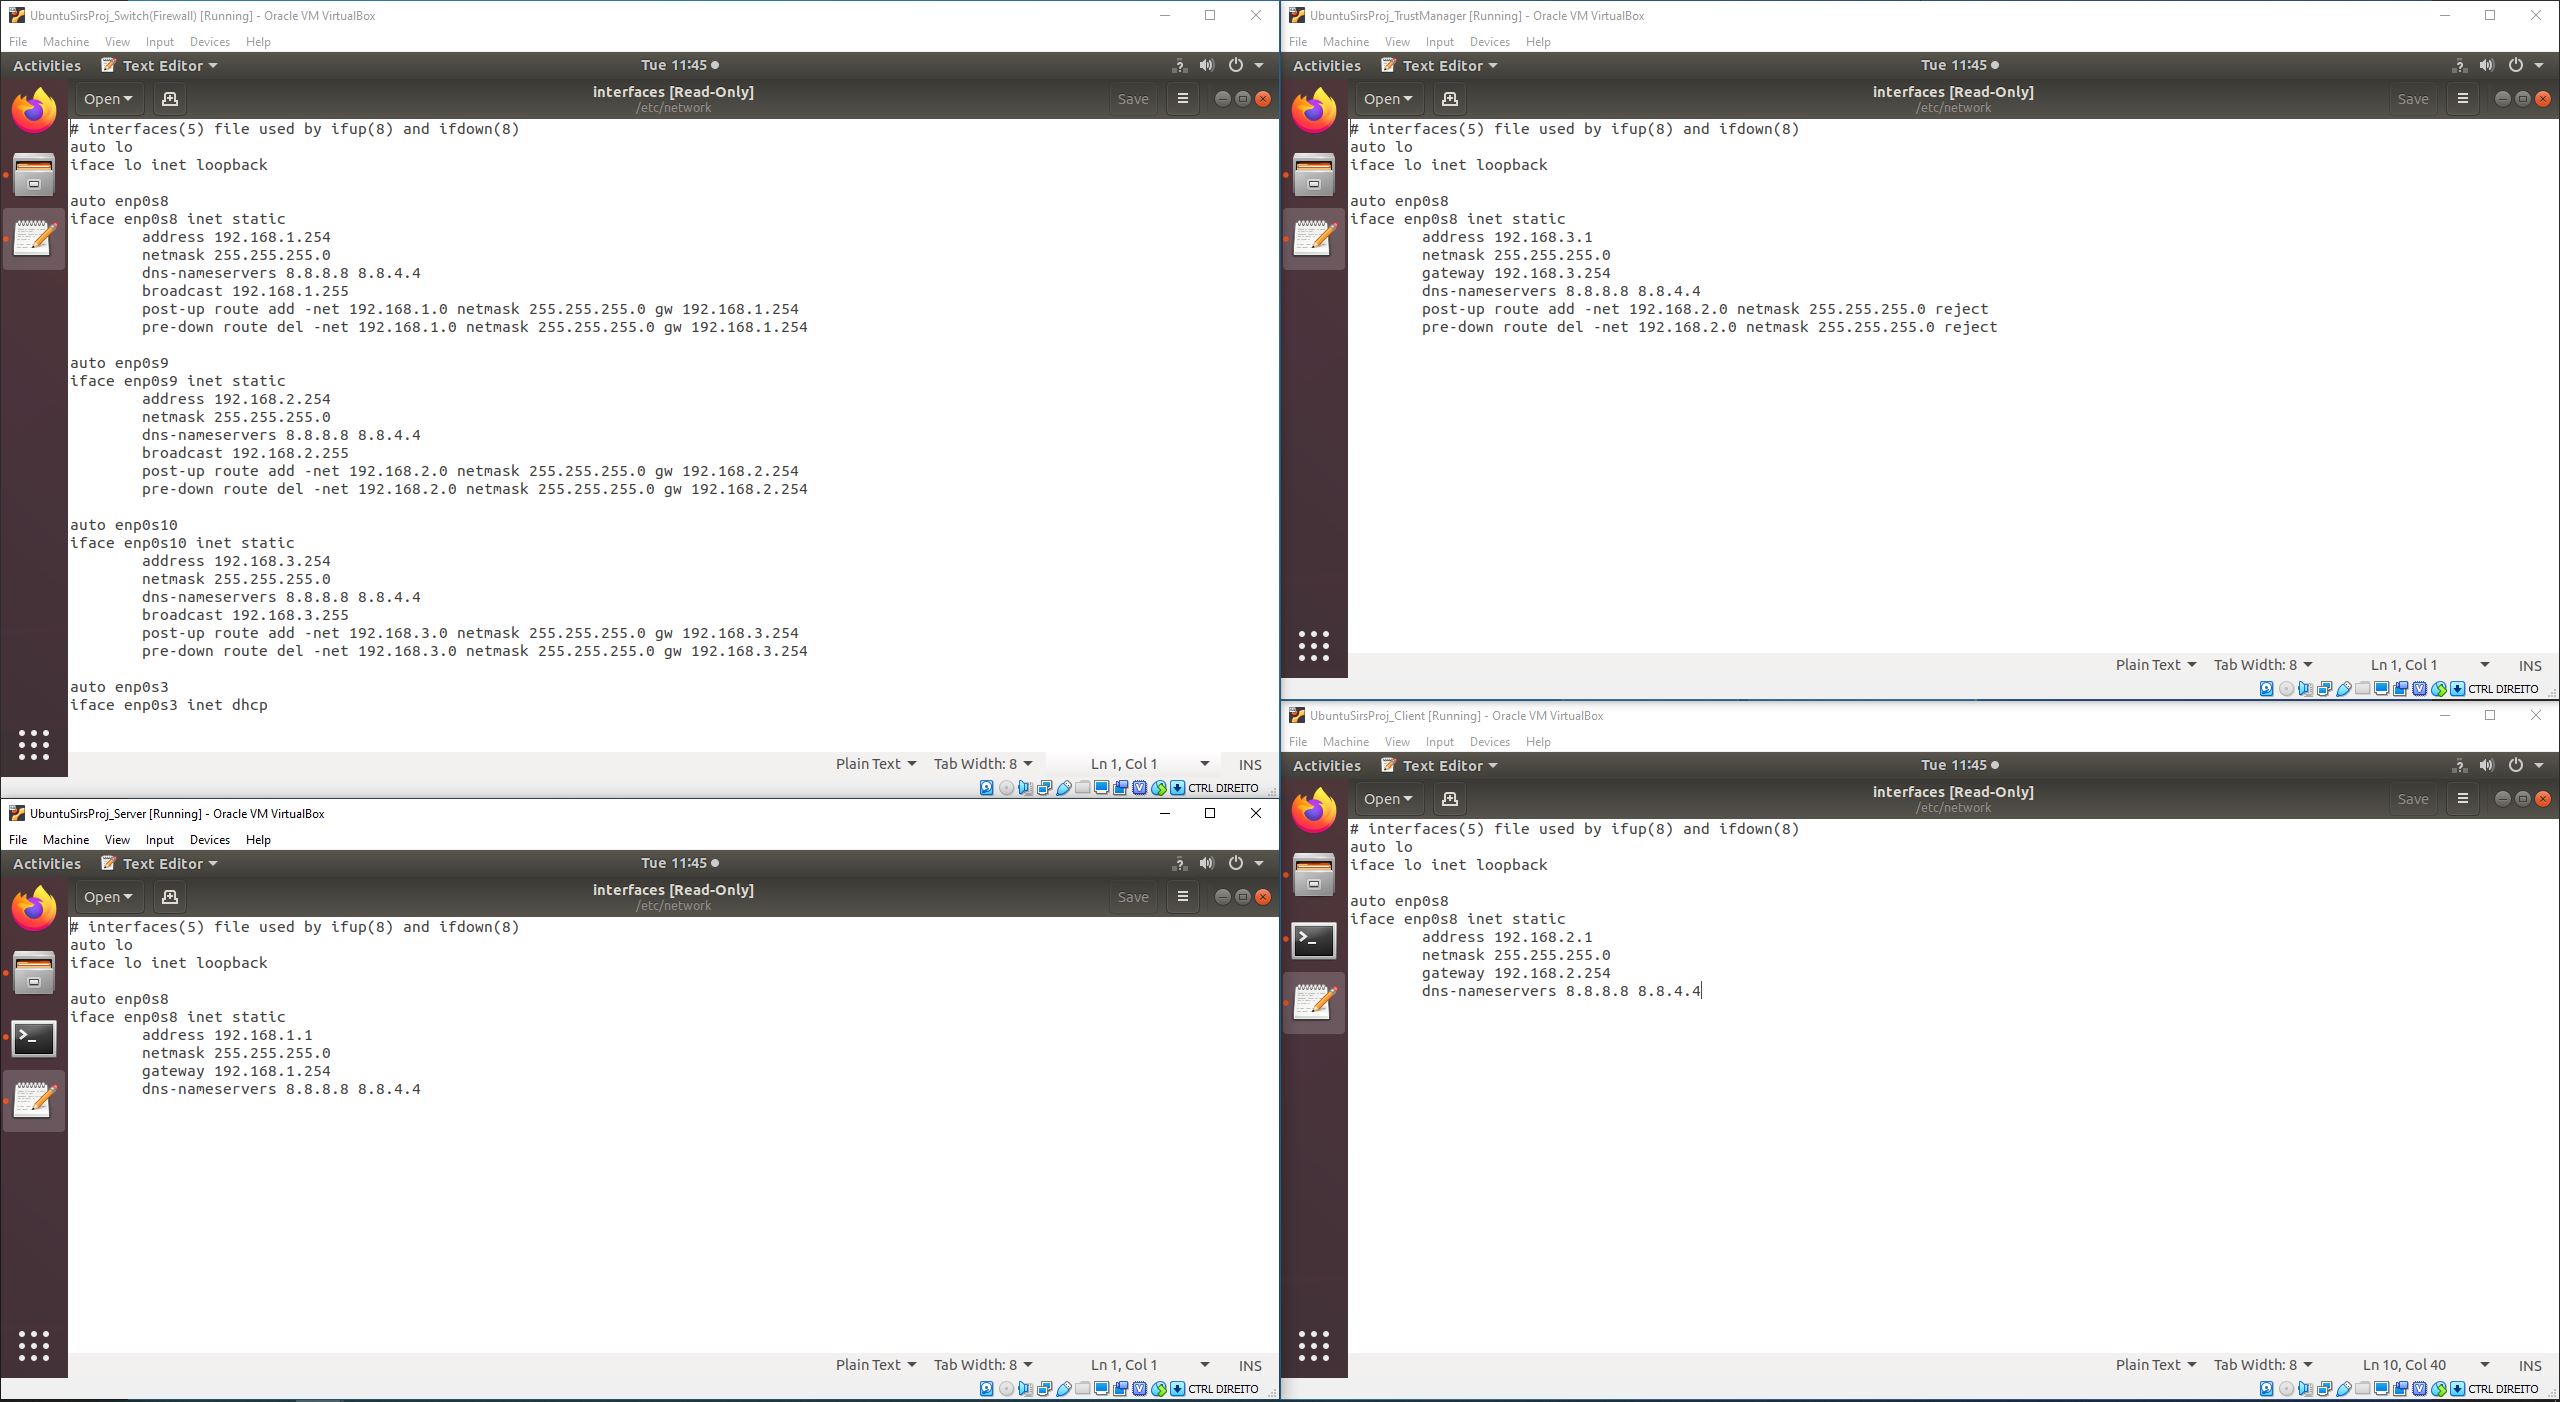 UbuntuSirsProj_Switch(Firewall) [Running] - Oracle VM VirtualBox
File Machine View Input Devices Help
Activities Text Editor Tue 11:45
Open interfaces [Read-Only] Save
/etc/network
# interfaces(5) file used by ifup(8) and ifdown(8)
auto lo
iface lo inet loopback
auto enp0s8
iface enp0s8 inet static
address 192.168.1.254
netmask 255.255.255.0
dns-nameservers 8.8.8.8 8.8.4.4
broadcast 192.168.1.255
post-up route add -net 192.168.1.0 netmask 255.255.255.0 gw 192.168.1.254
pre-down route del -net 192.168.1.0 netmask 255.255.255.0 gw 192.168.1.254
auto enp0s9
iface enp0s9 inet static
address 192.168.2.254
netmask 255.255.255.0
dns-nameservers 8.8.8.8 8.8.4.4
broadcast 192.168.2.255
post-up route add -net 192.168.2.0 netmask 255.255.255.0 gw 192.168.2.254
pre-down route del -net 192.168.2.0 netmask 255.255.255.0 gw 192.168.2.254
auto enp0s10
iface enp0s10 inet static
address 192.168.3.254
netmask 255.255.255.0
dns-nameservers 8.8.8.8 8.8.4.4
broadcast 192.168.3.255
post-up route add -net 192.168.3.0 netmask 255.255.255.0 gw 192.168.3.254
pre-down route del -net 192.168.3.0 netmask 255.255.255.0 gw 192.168.3.254
auto enp0s3
iface enp0s3 inet dhcp
Plain Text Tab Width: 8 Ln 1, Col 1 INS
CTRL DIREITO
UbuntuSirsProj_TrustManager [Running] - Oracle VM VirtualBox
File Machine View Input Devices Help
Activities Text Editor Tue 11:45
Open interfaces [Read-Only] Save
/etc/network
# interfaces(5) file used by ifup(8) and ifdown(8)
auto lo
iface lo inet loopback
auto enp0s8
iface enp0s8 inet static
address 192.168.3.1
netmask 255.255.255.0
gateway 192.168.3.254
dns-nameservers 8.8.8.8 8.8.4.4
post-up route add -net 192.168.2.0 netmask 255.255.255.0 reject
pre-down route del -net 192.168.2.0 netmask 255.255.255.0 reject
Plain Text Tab Width: 8 Ln 1, Col 1 INS
CTRL DIREITO
UbuntuSirsProj_Server [Running] - Oracle VM VirtualBox
File Machine View Input Devices Help
Activities Text Editor Tue 11:45
Open interfaces [Read-Only] Save
/etc/network
# interfaces(5) file used by ifup(8) and ifdown(8)
auto lo
iface lo inet loopback
auto enp0s8
iface enp0s8 inet static
address 192.168.1.1
netmask 255.255.255.0
gateway 192.168.1.254
dns-nameservers 8.8.8.8 8.8.4.4
Plain Text Tab Width: 8 Ln 1, Col 1 INS
CTRL DIREITO
UbuntuSirsProj_Client [Running] - Oracle VM VirtualBox
File Machine View Input Devices Help
Activities Text Editor Tue 11:45
Open interfaces [Read-Only] Save
/etc/network
# interfaces(5) file used by ifup(8) and ifdown(8)
auto lo
iface lo inet loopback
auto enp0s8
iface enp0s8 inet static
address 192.168.2.1
netmask 255.255.255.0
gateway 192.168.2.254
dns-nameservers 8.8.8.8 8.8.4.4
Plain Text Tab Width: 8 Ln 10, Col 40 INS
CTRL DIREITO